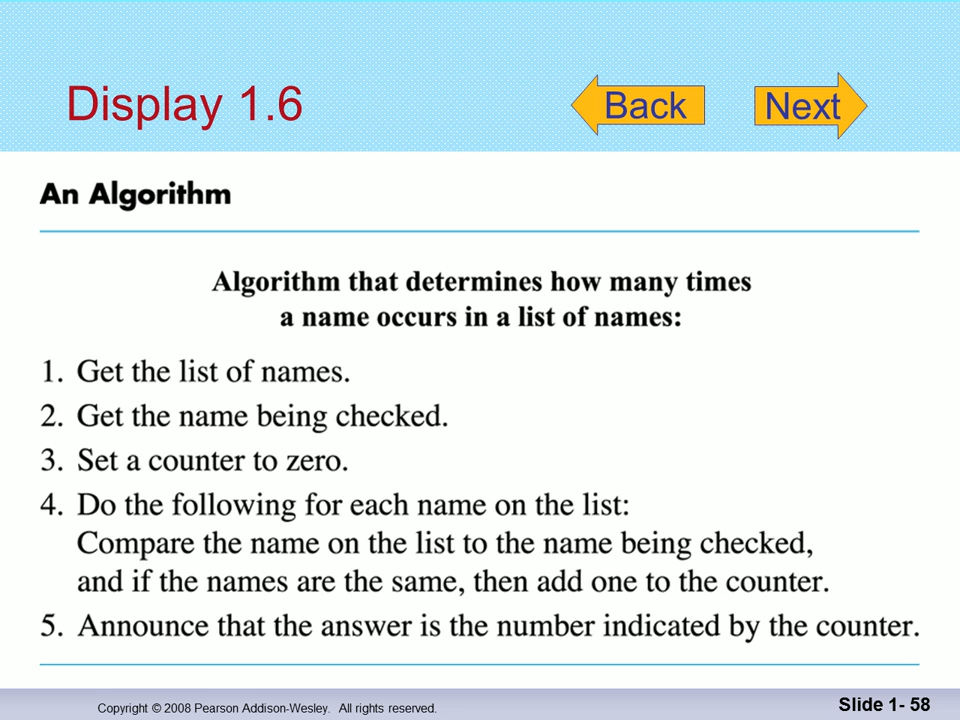 Display 1.6
Back
Next
An Algorithm
Algorithm that determines how many times
a name occurs in a list of names:
1. Get the list of names.
2. Get the name being checked.
3. Set a counter to zero.
4. Do the following for each name on the list:
Compare the name on the list to the name being checked,
and if the names are the same, then add one to the counter.
5. Announce that the answer is the number indicated by the counter.
Copyright © 2008 Pearson Addison-Wesley. All rights reserved.
Slide 1- 58